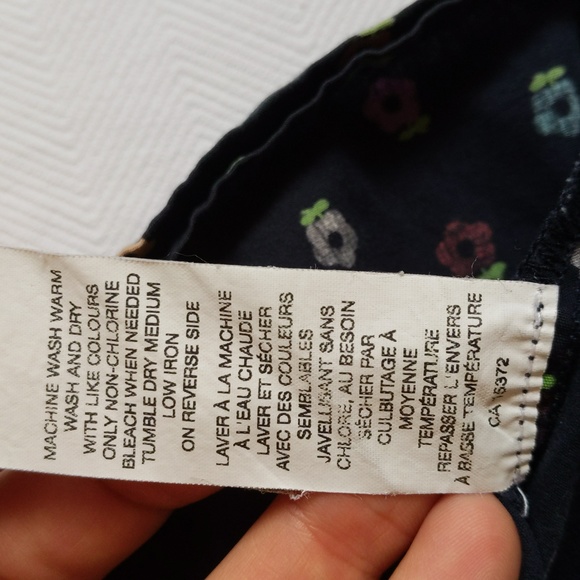 MACHINE WASH WARM
WASH AND DRY
WITH LIKE COLOURS
ONLY NON-CHLORINE
BLEACH WHEN NEEDED
TUMBLE DRY MEDIUM
LOW IRON
ON REVERSE SIDE
LAVER À LA MACHINE
À L'EAU CHAUDE
LAVER ET SÉCHER
AVEC DES COULEURS
SEMBLABLES
JAVELLISANT SANS
CHLORE, AU BESOIN
SÉCHER PAR
CULBUTAGE À
MOYENNE
TEMPÉRATURE
REPASSER L'ENVERS
À BASSE TEMPÉRATURE
CA 15372